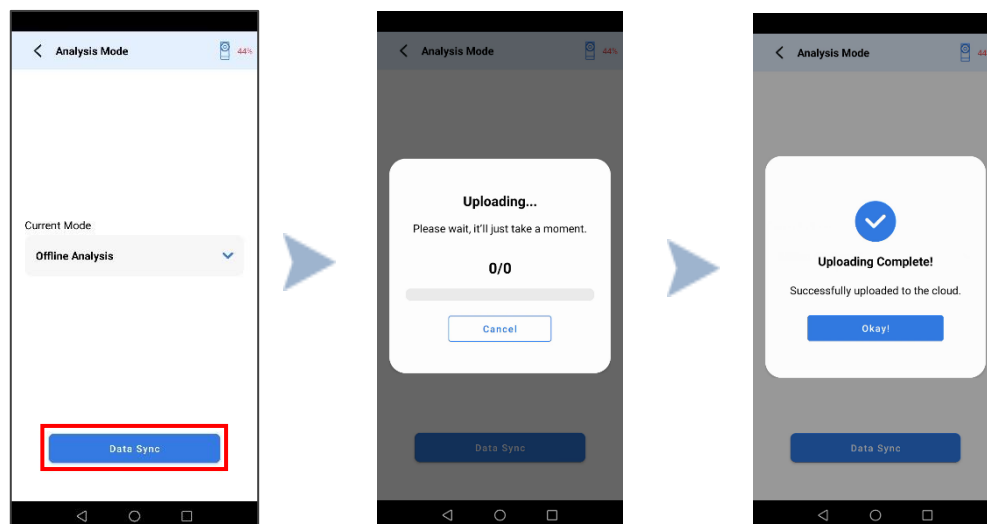 Analysis Mode
44%
Current Mode
Offline Analysis
Data Sync
Analysis Mode
44%
Uploading...
Please wait, it'll just take a moment.
0/0
Cancel
Data Sync
Analysis Mode
44
Uploading Complete!
Successfully uploaded to the cloud.
Okay!
Data Sync